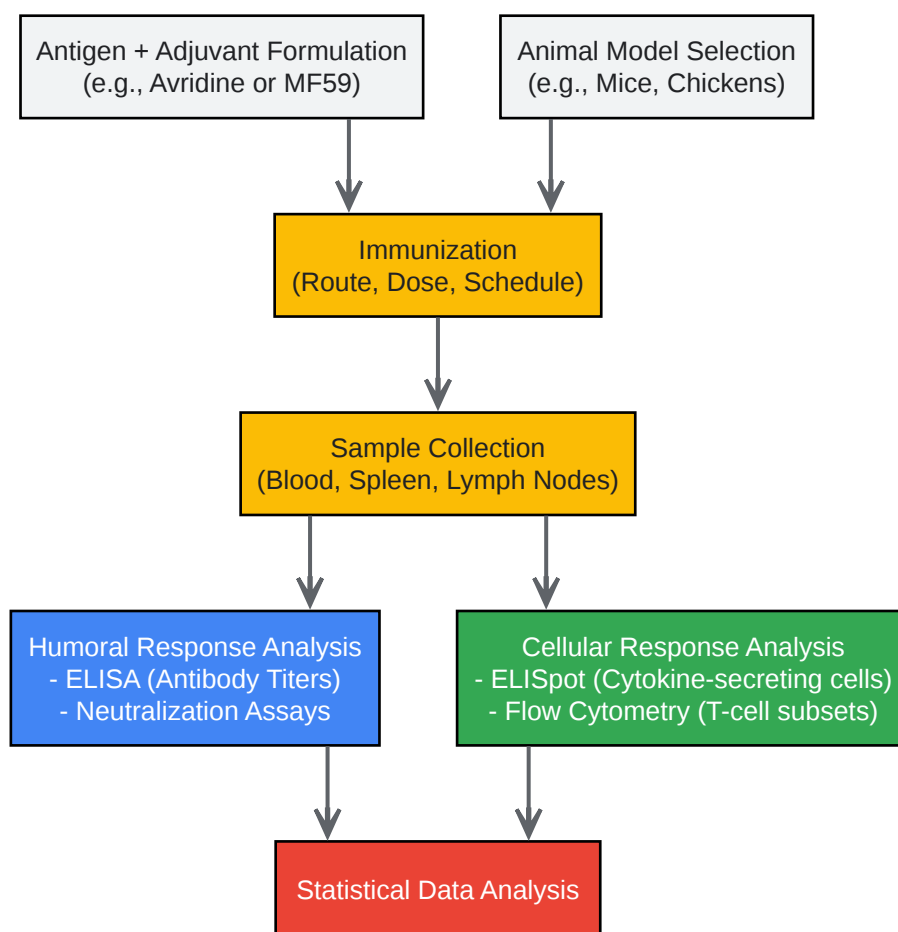 Antigen + Adjuvant Formulation
(e.g., Avridine or MF59)
Animal Model Selection
(e.g., Mice, Chickens)
Immunization
(Route, Dose, Schedule)
Sample Collection
(Blood, Spleen, Lymph Nodes)
Humoral Response Analysis
- ELISA (Antibody Titers)
- Neutralization Assays
Cellular Response Analysis
- ELISpot (Cytokine-secreting cells)
- Flow Cytometry (T-cell subsets)
Statistical Data Analysis